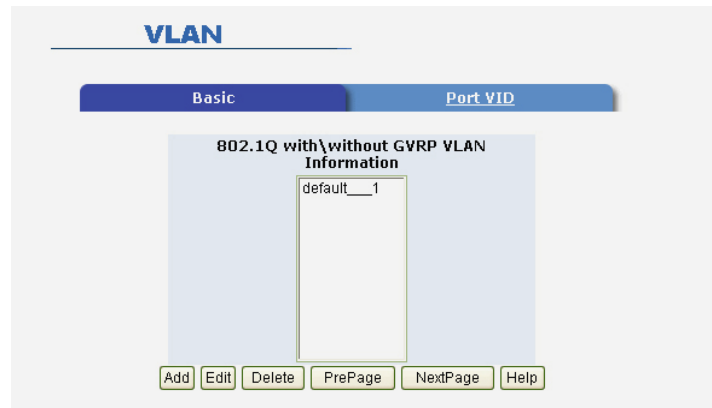 VLAN
Basic Port VID
802.1Q with\without GVRP VLAN
Information
default___1
Add Edit Delete PrePage NextPage Help